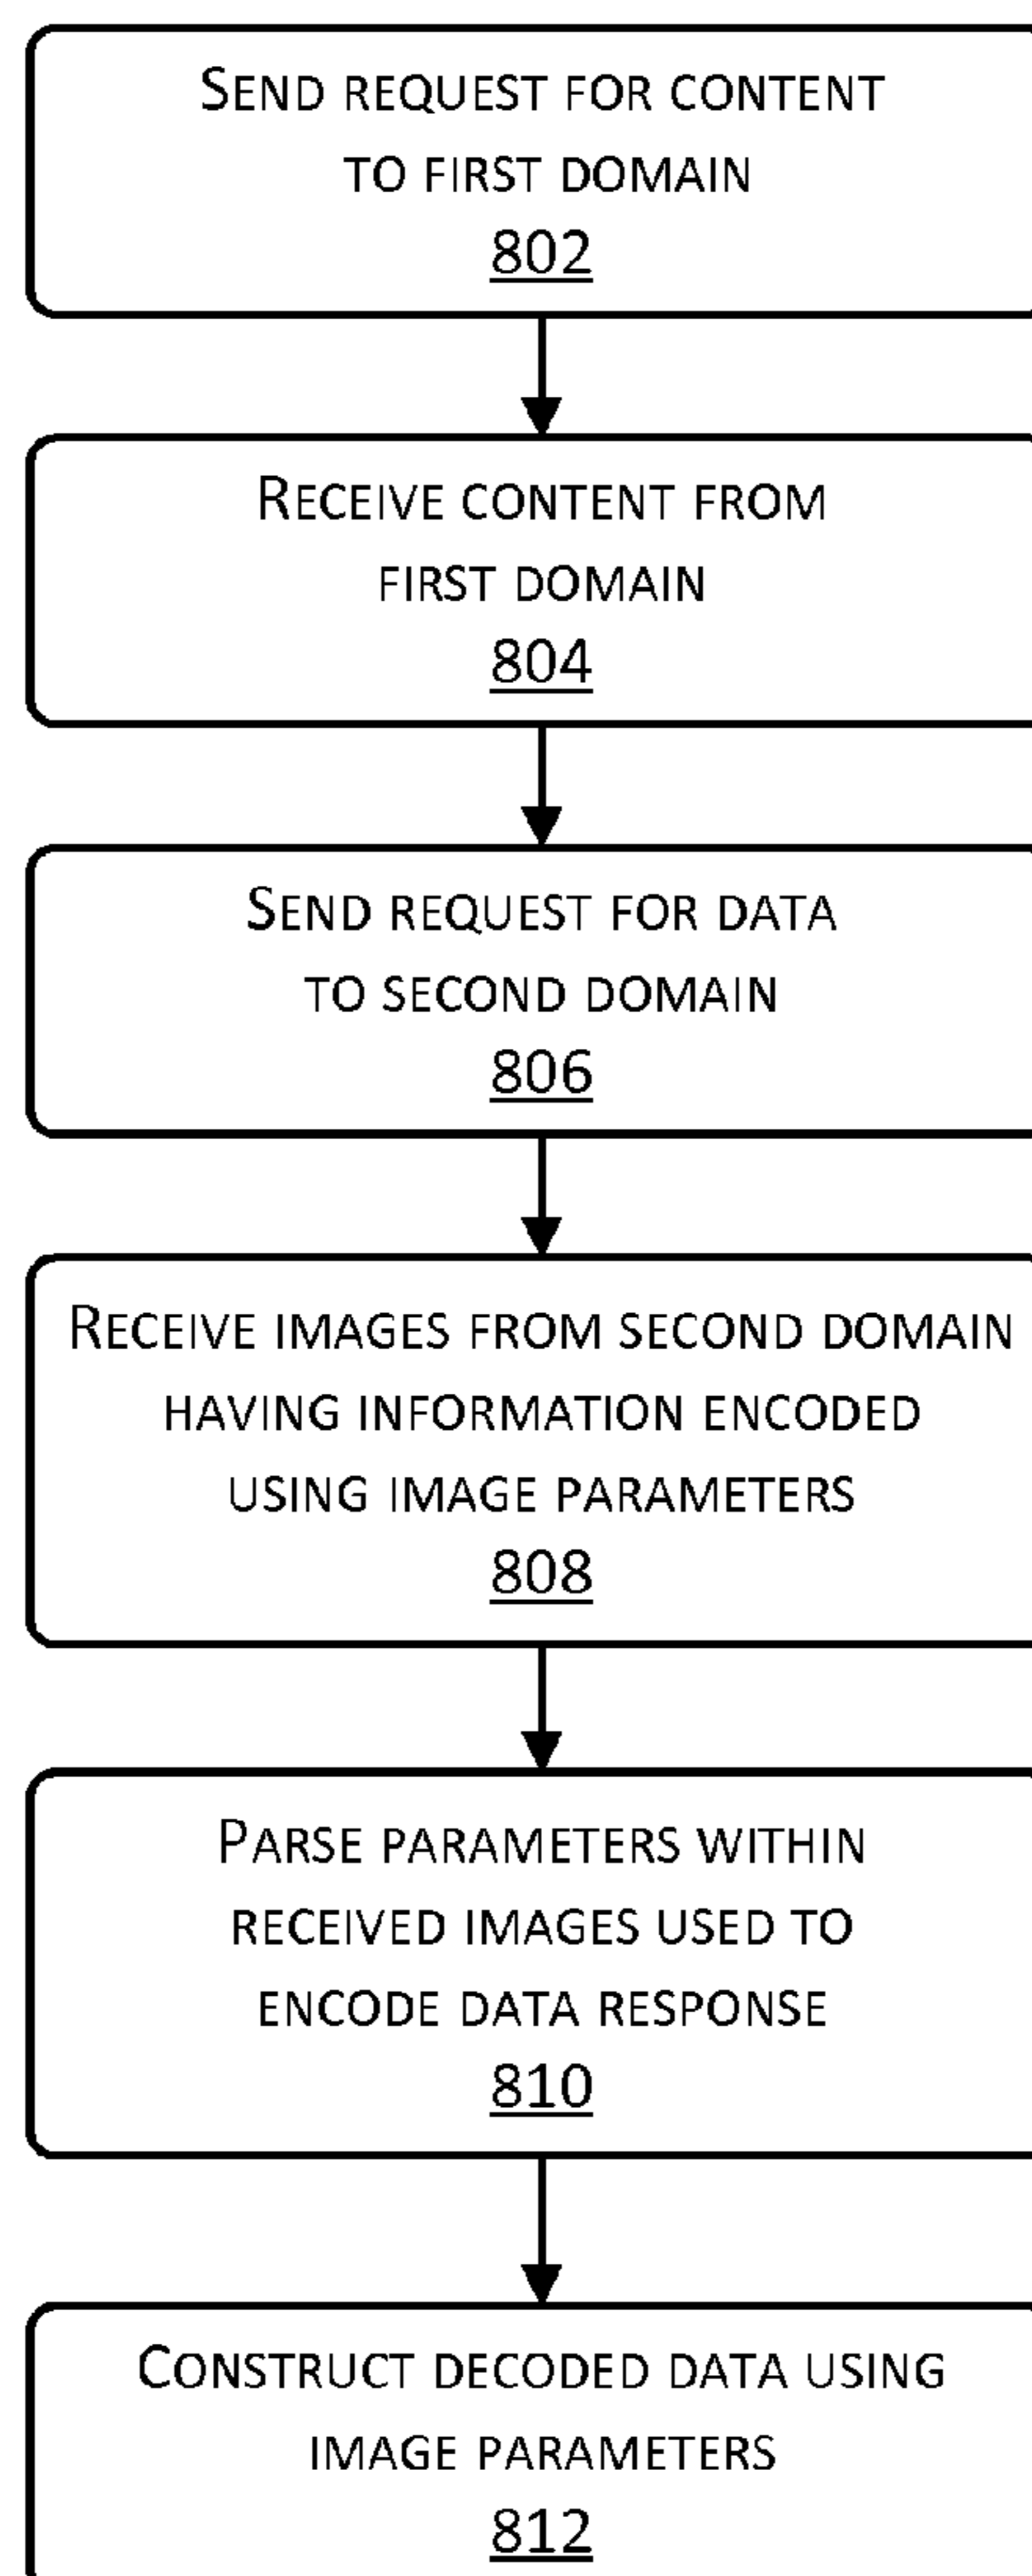 SEND REQUEST FOR CONTENT
TO FIRST DOMAIN
802
RECEIVE CONTENT FROM
FIRST DOMAIN
804
SEND REQUEST FOR DATA
TO SECOND DOMAIN
806
RECEIVE IMAGES FROM SECOND DOMAIN
HAVING INFORMATION ENCODED
USING IMAGE PARAMETERS
808
PARSE PARAMETERS WITHIN
RECEIVED IMAGES USED TO
ENCODE DATA RESPONSE
810
CONSTRUCT DECODED DATA USING
IMAGE PARAMETERS
812